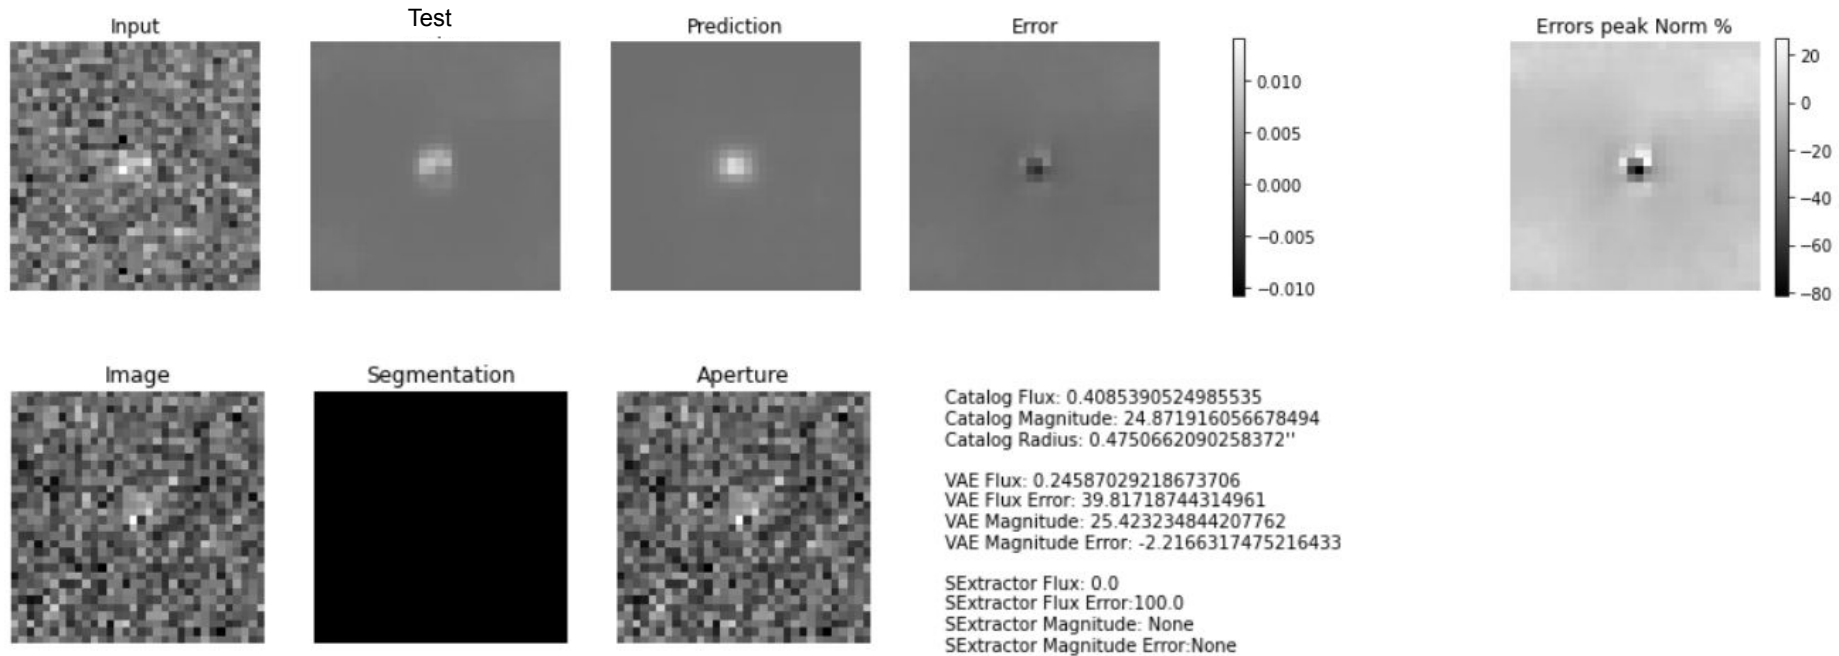 Input
Test
Prediction
Error
Errors peak Norm %
0.010
0.005
0.000
−0.005
−0.010
20
0
−20
−40
−60
−80
Image
Segmentation
Aperture
Catalog Flux: 0.4085390524985535
Catalog Magnitude: 24.871916056678494
Catalog Radius: 0.4750662090258372''
VAE Flux: 0.24587029218673706
VAE Flux Error: 39.81718744314961
VAE Magnitude: 25.423234844207762
VAE Magnitude Error: -2.2166317475216433
SExtractor Flux: 0.0
SExtractor Flux Error:100.0
SExtractor Magnitude: None
SExtractor Magnitude Error:None